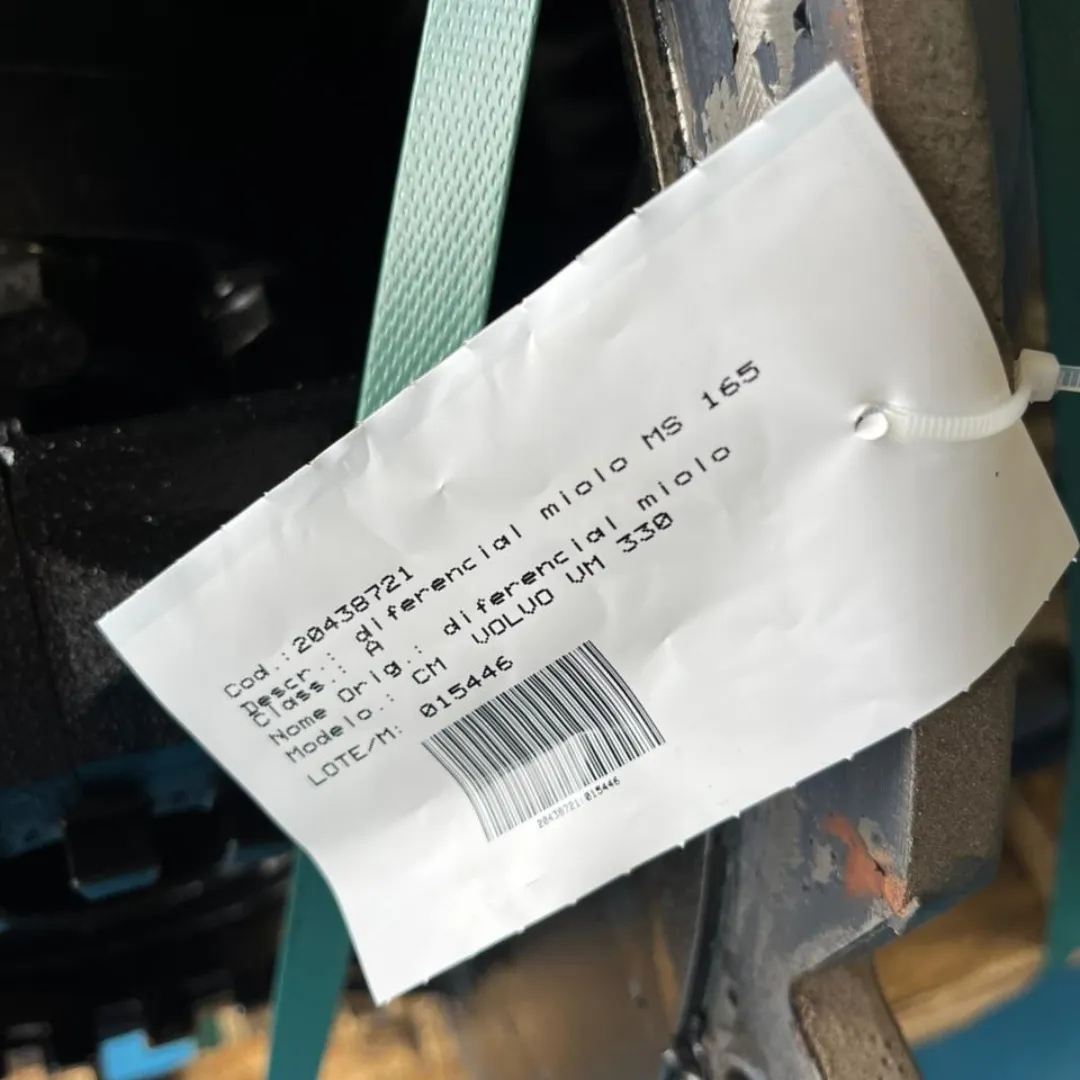 Cod.:20438721
Descr.: diferencial miolo MS 165
Class.: A
Nome Orig.: diferencial miolo
Modelo.: CM VOLVO VM 330
LOTE/M: 015446
20438721|015446